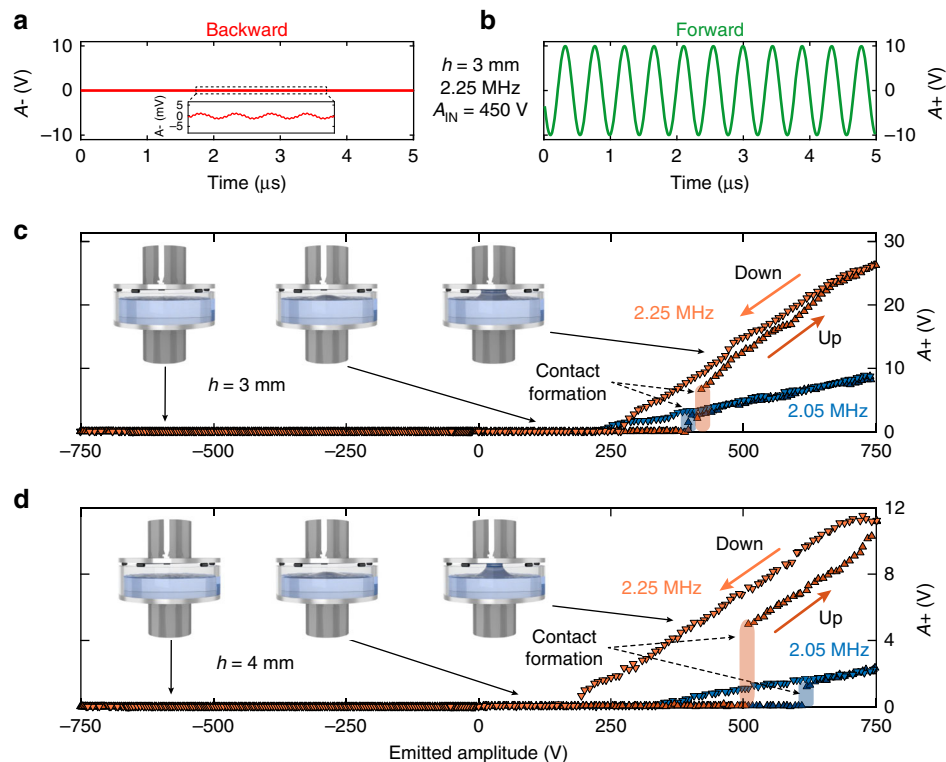 a
Backward
10
0
−10
A- (V)
5
0
−5
A- (mV)
0 1 2 3 4 5
Time (μs)
h = 3 mm
2.25 MHz
A_IN = 450 V
b
Forward
10
0
−10
A+ (V)
0 1 2 3 4 5
Time (μs)
c
30
20
10
0
A+ (V)
Down
2.25 MHz
Up
Contact
formation
h = 3 mm
2.05 MHz
−750 −500 −250 0 250 500 750
d
12
8
4
0
A+ (V)
Down
2.25 MHz
Up
Contact
formation
h = 4 mm
2.05 MHz
−750 −500 −250 0 250 500 750
Emitted amplitude (V)